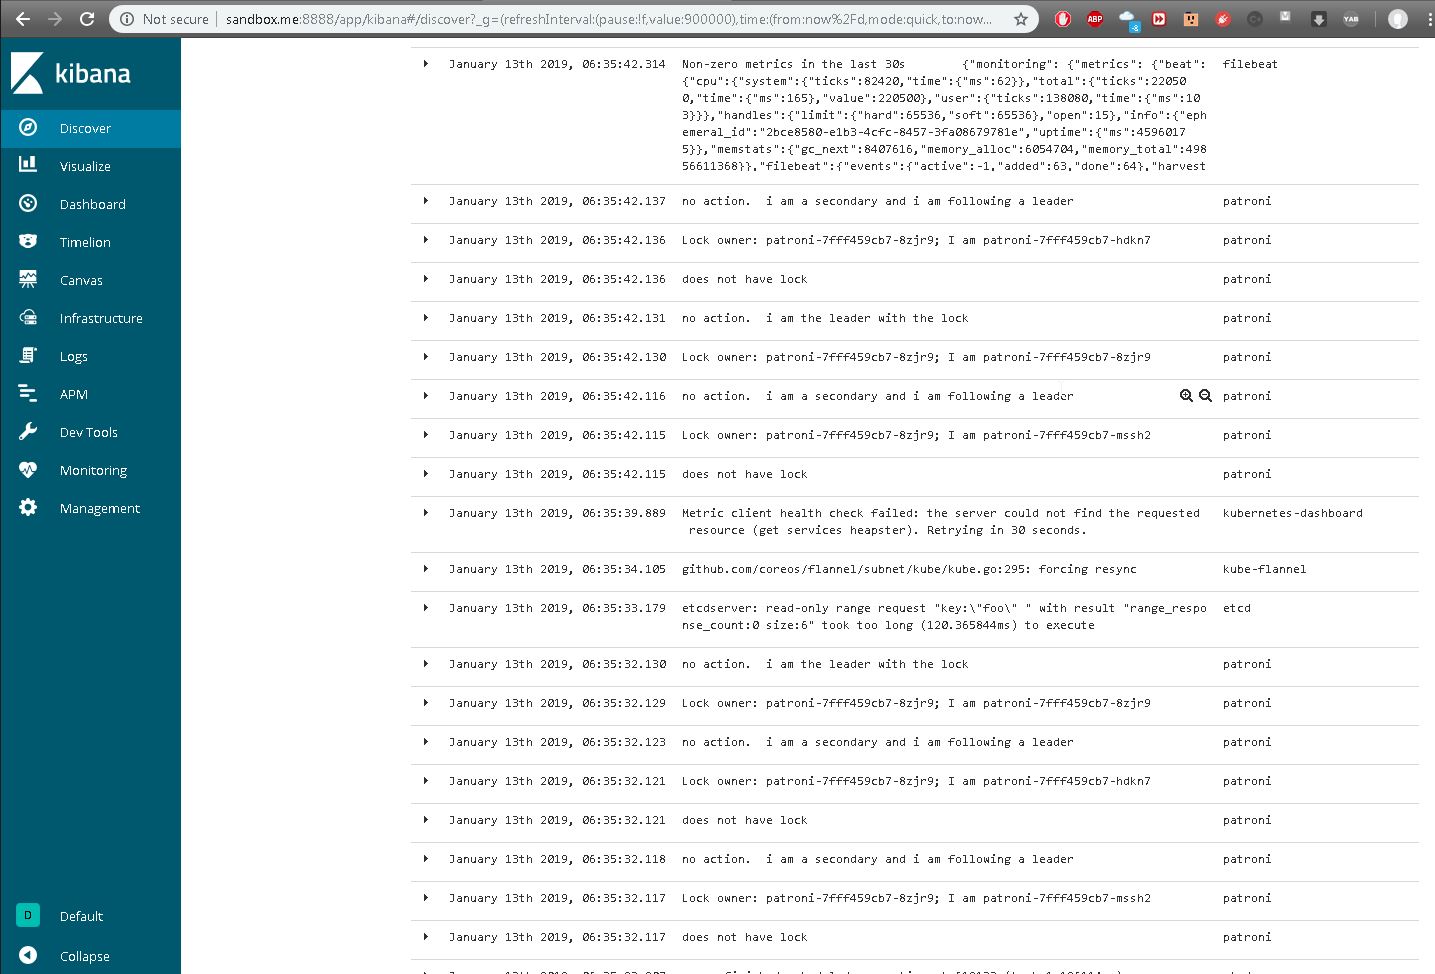 Not secure | sandbox.me:8888/app/kibana#/discover?_g=(refreshInterval:(pause:!f,value:900000),time:(from:now%2Fd,mode:quick,to:now...
ABP
-8
YAB
kibana
Discover
Visualize
Dashboard
Timelion
Canvas
Infrastructure
Logs
APM
Dev Tools
Monitoring
Management
D Default
Collapse
January 13th 2019, 06:35:42.314 Non-zero metrics in the last 30s {"monitoring": {"metrics": {"beat": filebeat
{"cpu":{"system":{"ticks":82420,"time":{"ms":62}},"total":{"ticks":22050
0,"time":{"ms":165},"value":220500},"user":{"ticks":138080,"time":{"ms":10
3}}},"handles":{"limit":{"hard":65536,"soft":65536},"open":15},"info":{"eph
emeral_id":"2bce8580-e1b3-4cfc-8457-3fa08679781e","uptime":{"ms":4596017
5}},"memstats":{"gc_next":8407616,"memory_alloc":6054704,"memory_total":498
56611368}},"filebeat":{"events":{"active":-1,"added":63,"done":64},"harvest
January 13th 2019, 06:35:42.137 no action.  i am a secondary and i am following a leader patroni
January 13th 2019, 06:35:42.136 Lock owner: patroni-7fff459cb7-8zjr9; I am patroni-7fff459cb7-hdkn7 patroni
January 13th 2019, 06:35:42.136 does not have lock patroni
January 13th 2019, 06:35:42.131 no action.  i am the leader with the lock patroni
January 13th 2019, 06:35:42.130 Lock owner: patroni-7fff459cb7-8zjr9; I am patroni-7fff459cb7-8zjr9 patroni
January 13th 2019, 06:35:42.116 no action.  i am a secondary and i am following a leader patroni
January 13th 2019, 06:35:42.115 Lock owner: patroni-7fff459cb7-8zjr9; I am patroni-7fff459cb7-mssh2 patroni
January 13th 2019, 06:35:42.115 does not have lock patroni
January 13th 2019, 06:35:39.889 Metric client health check failed: the server could not find the requested kubernetes-dashboard
resource (get services heapster). Retrying in 30 seconds.
January 13th 2019, 06:35:34.105 github.com/coreos/flannel/subnet/kube/kube.go:295: forcing resync kube-flannel
January 13th 2019, 06:35:33.179 etcdserver: read-only range request "key:\"foo\" " with result "range_respo etcd
nse_count:0 size:6" took too long (120.365844ms) to execute
January 13th 2019, 06:35:32.130 no action.  i am the leader with the lock patroni
January 13th 2019, 06:35:32.129 Lock owner: patroni-7fff459cb7-8zjr9; I am patroni-7fff459cb7-8zjr9 patroni
January 13th 2019, 06:35:32.123 no action.  i am a secondary and i am following a leader patroni
January 13th 2019, 06:35:32.121 Lock owner: patroni-7fff459cb7-8zjr9; I am patroni-7fff459cb7-hdkn7 patroni
January 13th 2019, 06:35:32.121 does not have lock patroni
January 13th 2019, 06:35:32.118 no action.  i am a secondary and i am following a leader patroni
January 13th 2019, 06:35:32.117 Lock owner: patroni-7fff459cb7-8zjr9; I am patroni-7fff459cb7-mssh2 patroni
January 13th 2019, 06:35:32.117 does not have lock patroni